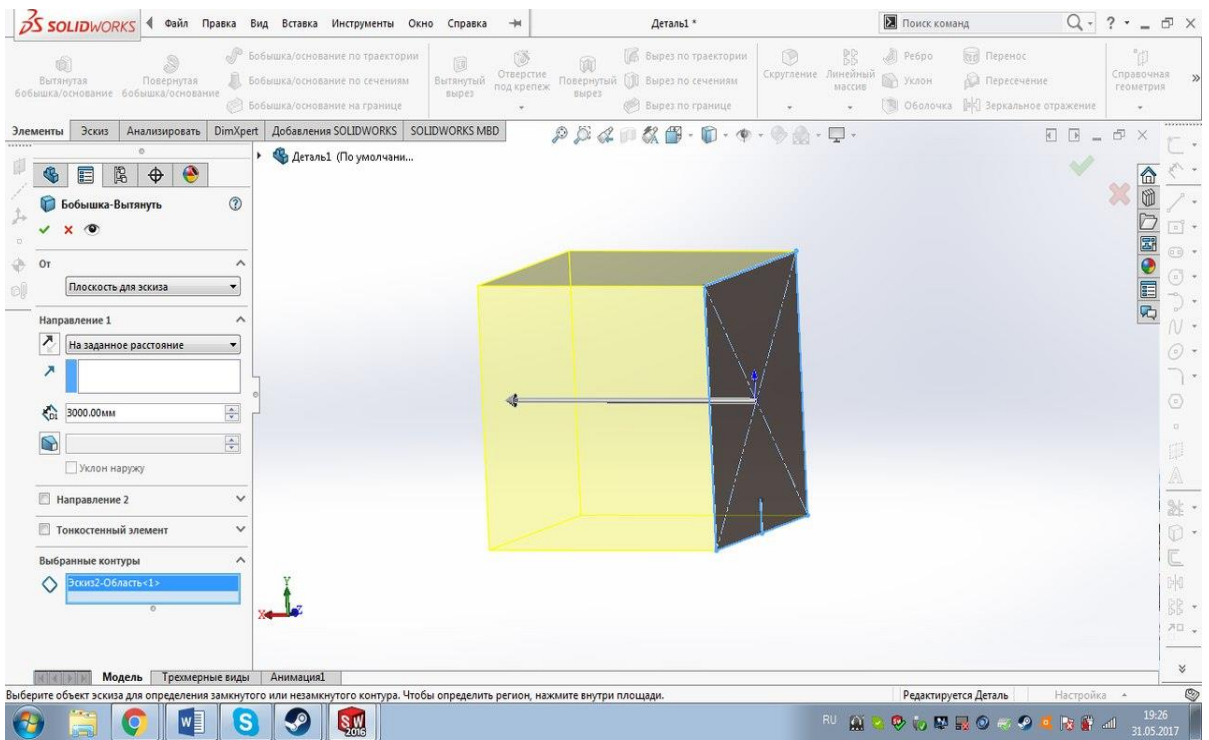 SOLIDWORKS Файл Правка Вид Вставка Инструменты Окно Справка Деталь1 * Поиск команд ?
Вытянутая бобышка/основание
Повернутая бобышка/основание
Бобышка/основание по траектории
Бобышка/основание по сечениям
Бобышка/основание на границе
Вытянутый вырез
Отверстие под крепеж
Повернутый вырез
Вырез по траектории
Вырез по сечениям
Вырез по границе
Скругление
Линейный массив
Ребро
Уклон
Оболочка
Перенос
Пересечение
Зеркальное отражение
Справочная геометрия
Элементы Эскиз Анализировать DimXpert Добавления SOLIDWORKS SOLIDWORKS MBD
Деталь1 (По умолчани...
Бобышка-Вытянуть
От
Плоскость для эскиза
Направление 1
На заданное расстояние
D1 3000.00мм
Уклон наружу
Направление 2
Тонкостенный элемент
Выбранные контуры
Эскиз2-Область<1>
Y
X Z
Модель Трехмерные виды Анимация1
Выберите объект эскиза для определения замкнутого или незамкнутого контура. Чтобы определить регион, нажмите внутри площади. Редактируется Деталь Настройка
W S SW 2016 RU 19:26
31.05.2017